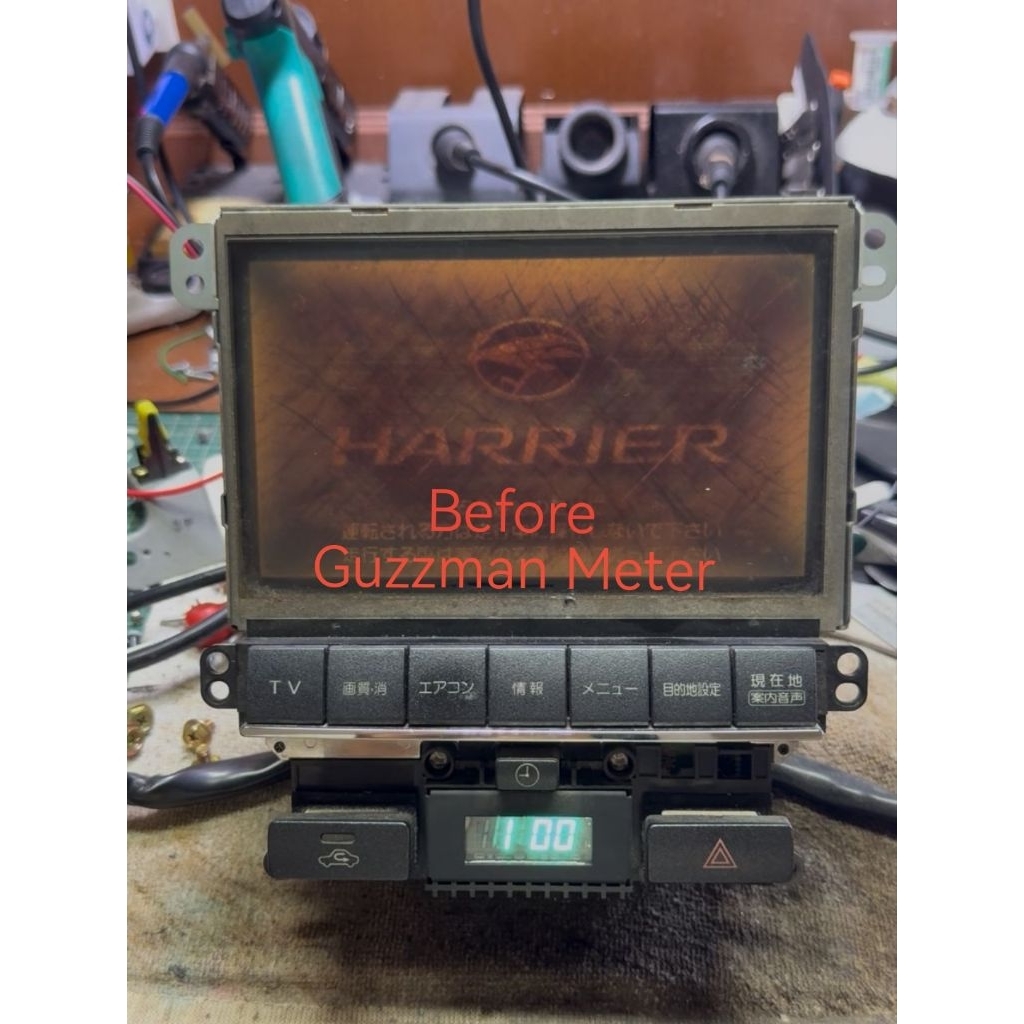 HARRIER
Before
Guzzman Meter
TV
画質・消
エアコン
情報
メニュー
目的地設定
現在地
案内音声
1 00